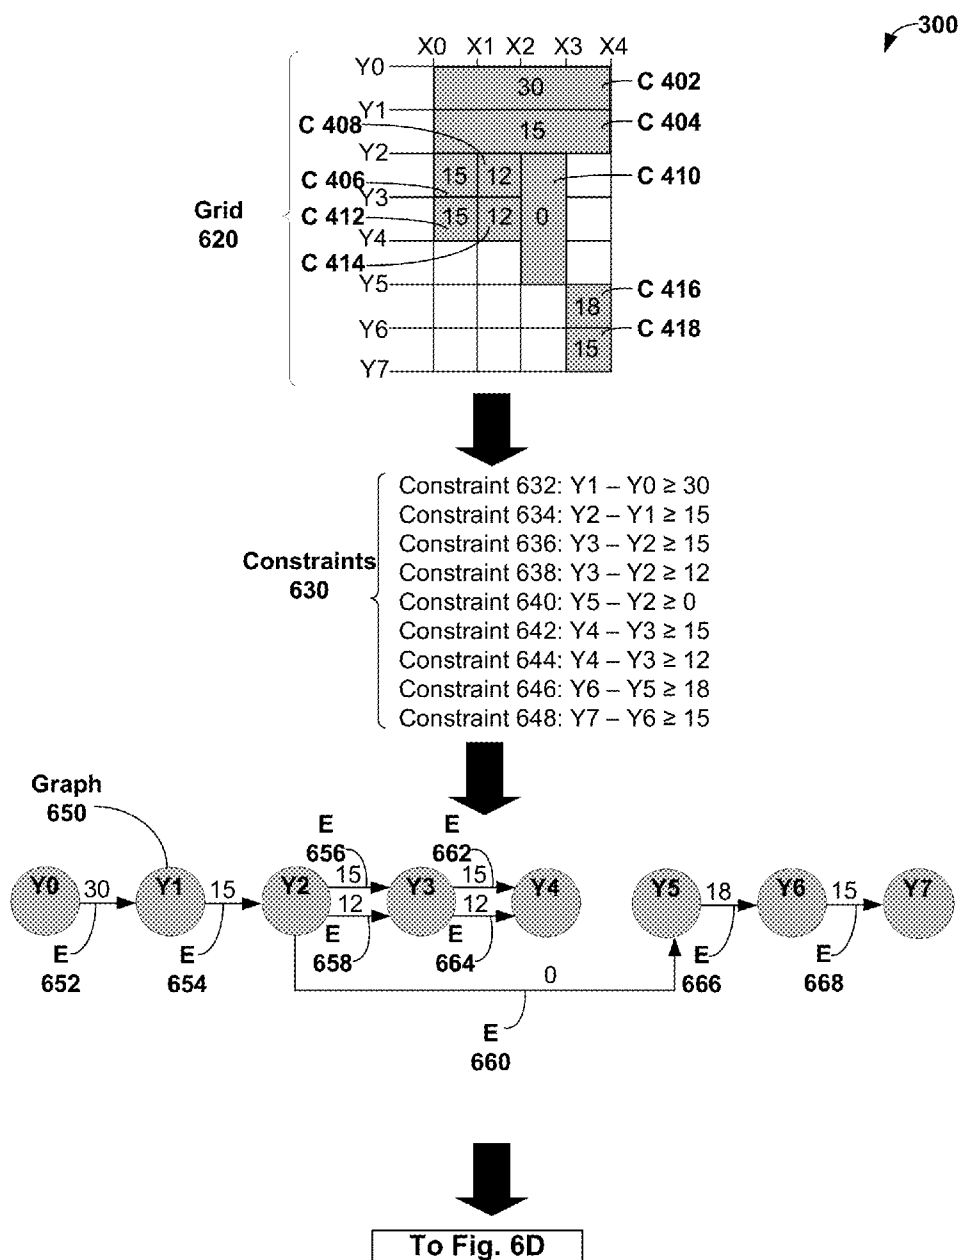 300
X0 X1 X2 X3 X4
Y0
30
C 402
Y1
C 408
15
C 404
Y2
C 406
15
12
C 410
Y3
Grid
620
C 412
15
12
0
Y4
C 414
Y5
C 416
18
Y6
C 418
15
Y7
Constraints
630
Constraint 632: Y1 – Y0 ≥ 30
Constraint 634: Y2 – Y1 ≥ 15
Constraint 636: Y3 – Y2 ≥ 15
Constraint 638: Y3 – Y2 ≥ 12
Constraint 640: Y5 – Y2 ≥ 0
Constraint 642: Y4 – Y3 ≥ 15
Constraint 644: Y4 – Y3 ≥ 12
Constraint 646: Y6 – Y5 ≥ 18
Constraint 648: Y7 – Y6 ≥ 15
Graph
650
E
656
E
662
Y0
30
Y1
15
Y2
15
12
Y3
15
12
Y4
Y5
18
Y6
15
Y7
E
652
E
654
E
658
E
664
E
666
E
668
0
E
660
To Fig. 6D